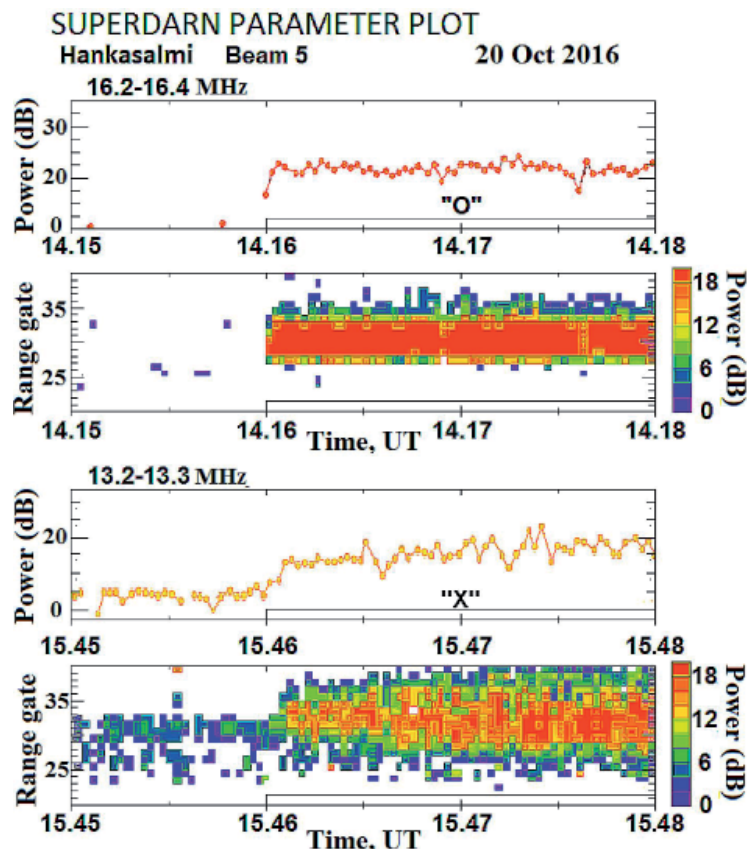 SUPERDARN PARAMETER PLOT
Hankasalmi Beam 5 20 Oct 2016
16.2-16.4 MHz
Power (dB)
30
20
0
"O"
14.15 14.16 14.17 14.18
Range gate
35
25
18
12
6
0
Power (dB)
14.15 14.16 14.17 14.18
Time, UT
13.2-13.3 MHz
Power (dB)
20
0
"X"
15.45 15.46 15.47 15.48
Range gate
35
25
18
12
6
0
Power (dB)
15.45 15.46 15.47 15.48
Time, UT